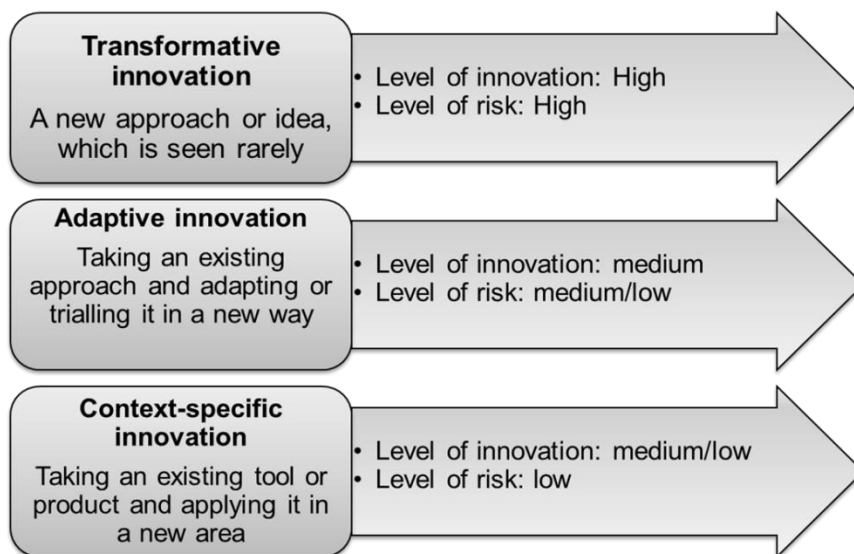 Transformative
innovation
A new approach or idea,
which is seen rarely
• Level of innovation: High
• Level of risk: High
Adaptive innovation
Taking an existing
approach and adapting or
trialling it in a new way
• Level of innovation: medium
• Level of risk: medium/low
Context-specific
innovation
Taking an existing tool or
product and applying it in
a new area
• Level of innovation: medium/low
• Level of risk: low